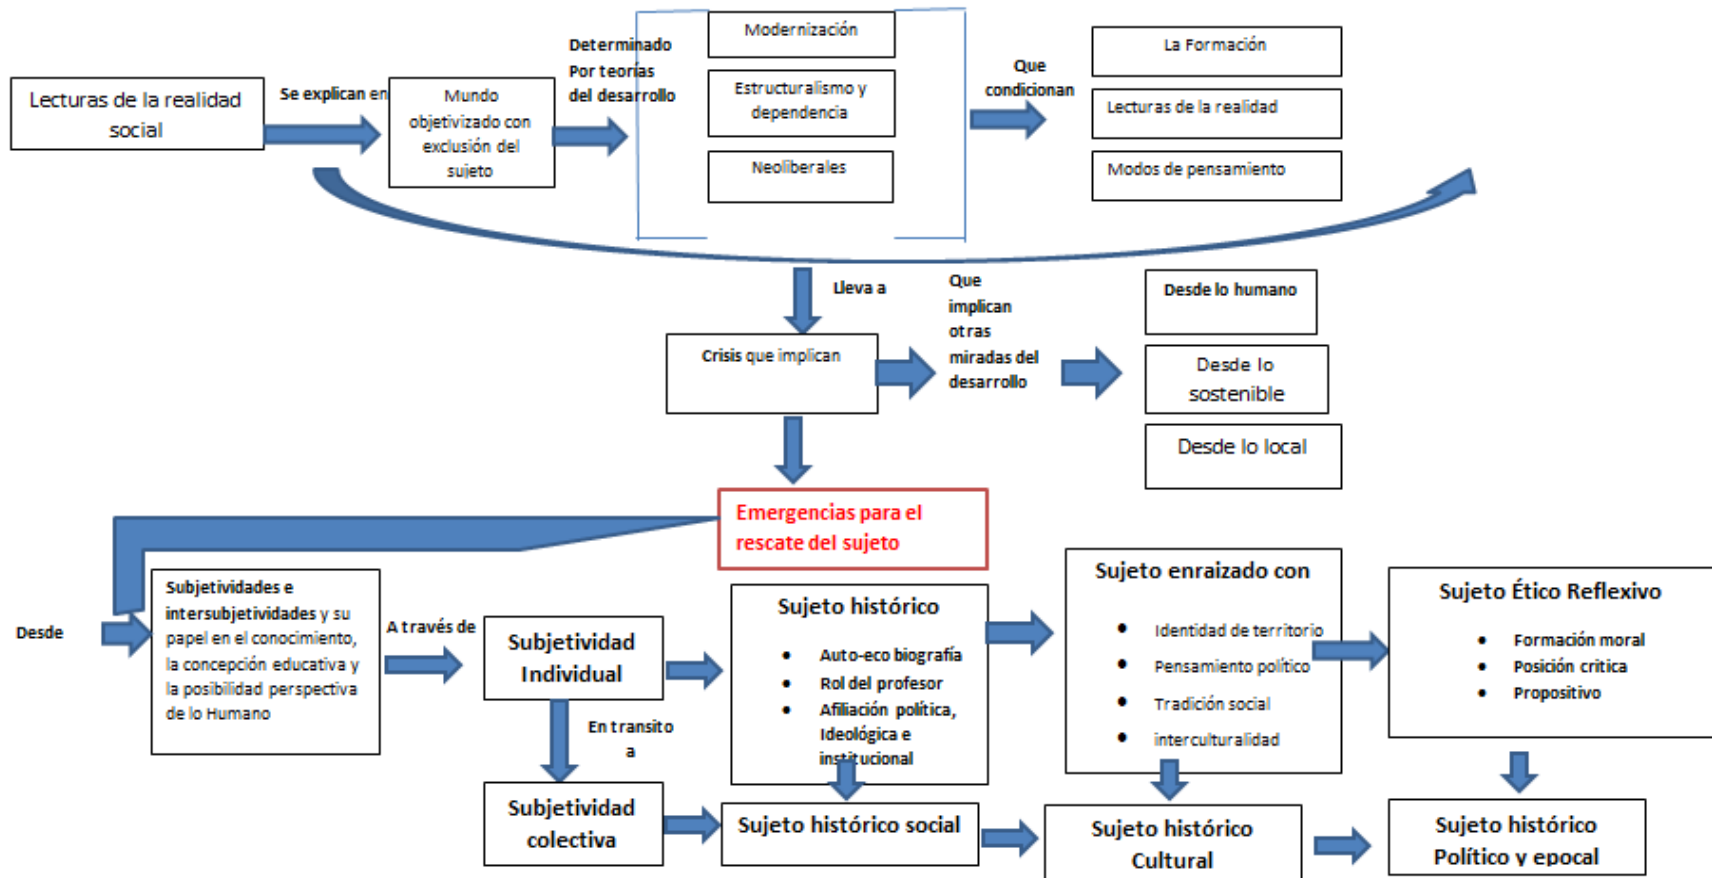 Lecturas de la realidad
social
Se explican en
Mundo
objetivizado con
exclusión del
sujeto
Determinado
Por teorías
del desarrollo
Modernización
Estructuralismo y
dependencia
Neoliberales
Que
condicionan
La Formación
Lecturas de la realidad
Modos de pensamiento
Lleva a
Crisis que implican
Que
implican
otras
miradas del
desarrollo
Desde lo humano
Desde lo
sostenible
Desde lo local
Emergencias para el
rescate del sujeto
Desde
Subjetividades e
intersubjetividades y su
papel en el conocimiento,
la concepción educativa y
la posibilidad perspectiva
de lo Humano
A través de
Subjetividad
Individual
En transito
a
Subjetividad
colectiva
Sujeto histórico
• Auto-eco biografía
• Rol del profesor
• Afiliación política,
Ideológica e
institucional
Sujeto histórico social
Sujeto enraizado con
• Identidad de territorio
• Pensamiento político
• Tradición social
• interculturalidad
Sujeto histórico
Cultural
Sujeto Ético Reflexivo
• Formación moral
• Posición critica
• Propositivo
Sujeto histórico
Político y epocal